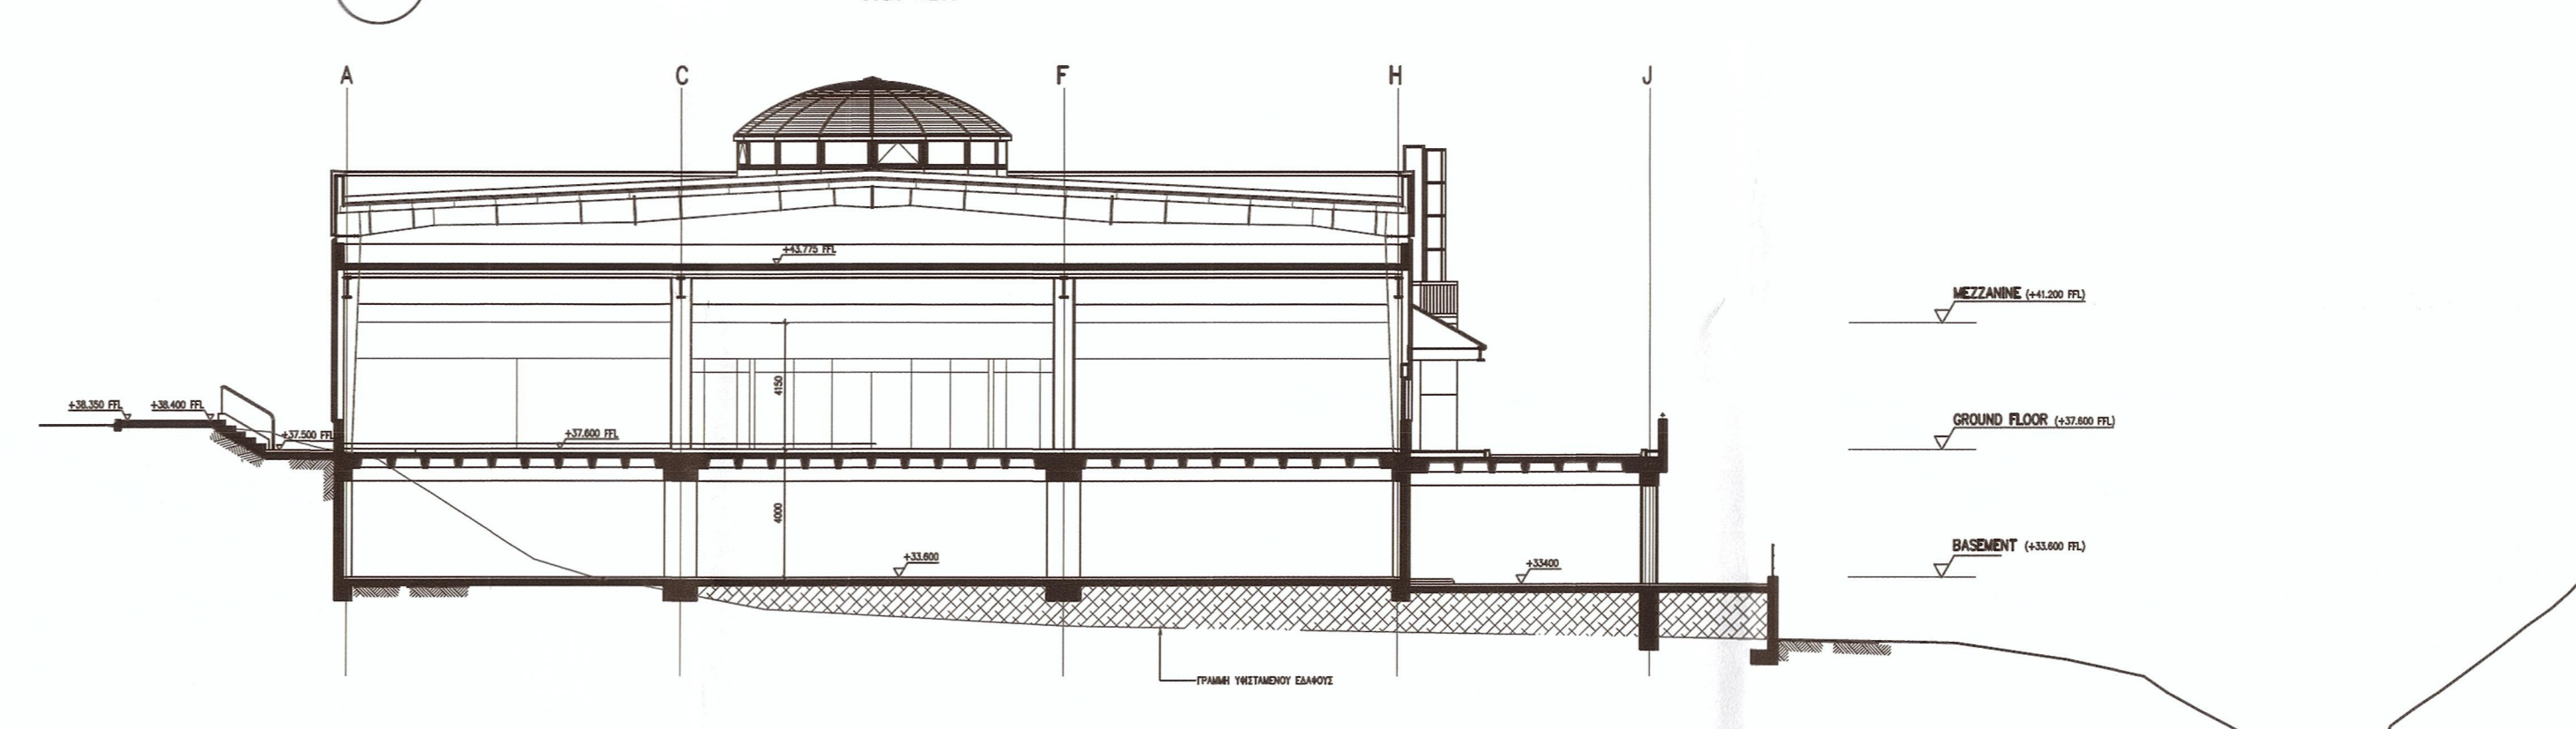 A C F H J
+43.775 FFL
MEZZANINE (+41.200 FFL)
4150
+38.350 FFL +38.400 FFL
+37.500 FFL
+37.600 FFL
GROUND FLOOR (+37.600 FFL)
4000
+33.600
+33400
BASEMENT (+33.600 FFL)
ΓΡΑΜΜΗ ΥΦΙΣΤΑΜΕΝΟΥ ΕΔΑΦΟΥΣ